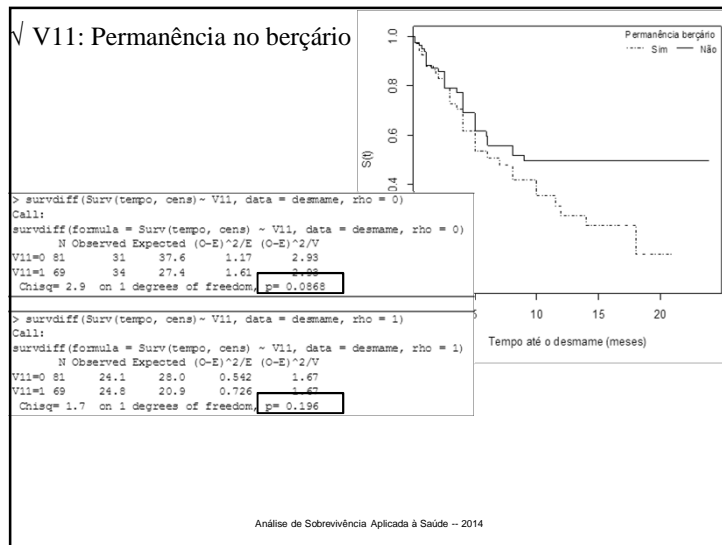 √ V11: Permanência no berçário
Permanência berçário
Sim Não
S(t)
1.0
0.8
0.6
0.4
> survdiff(Surv(tempo, cens)~ V11, data = desmame, rho = 0)
Call:
survdiff(formula = Surv(tempo, cens) ~ V11, data = desmame, rho = 0)
N Observed Expected (O-E)^2/E (O-E)^2/V
V11=0 81 31 37.6 1.17 2.93
V11=1 69 34 27.4 1.61 2.93
Chisq= 2.9 on 1 degrees of freedom, p= 0.0868
> survdiff(Surv(tempo, cens)~ V11, data = desmame, rho = 1)
Call:
survdiff(formula = Surv(tempo, cens) ~ V11, data = desmame, rho = 1)
N Observed Expected (O-E)^2/E (O-E)^2/V
V11=0 81 24.1 28.0 0.542 1.67
V11=1 69 24.8 20.9 0.726 1.67
Chisq= 1.7 on 1 degrees of freedom, p= 0.196
5 10 15 20
Tempo até o desmame (meses)
Análise de Sobrevivência Aplicada à Saúde -- 2014